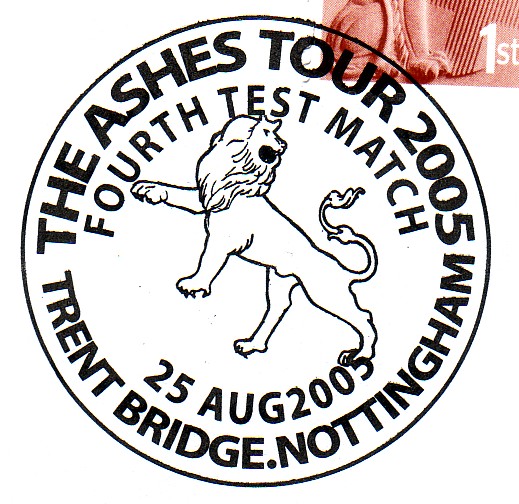 THE ASHES TOUR 2005
FOURTH TEST MATCH
25 AUG2005
TRENT BRIDGE.NOTTINGHAM
1st